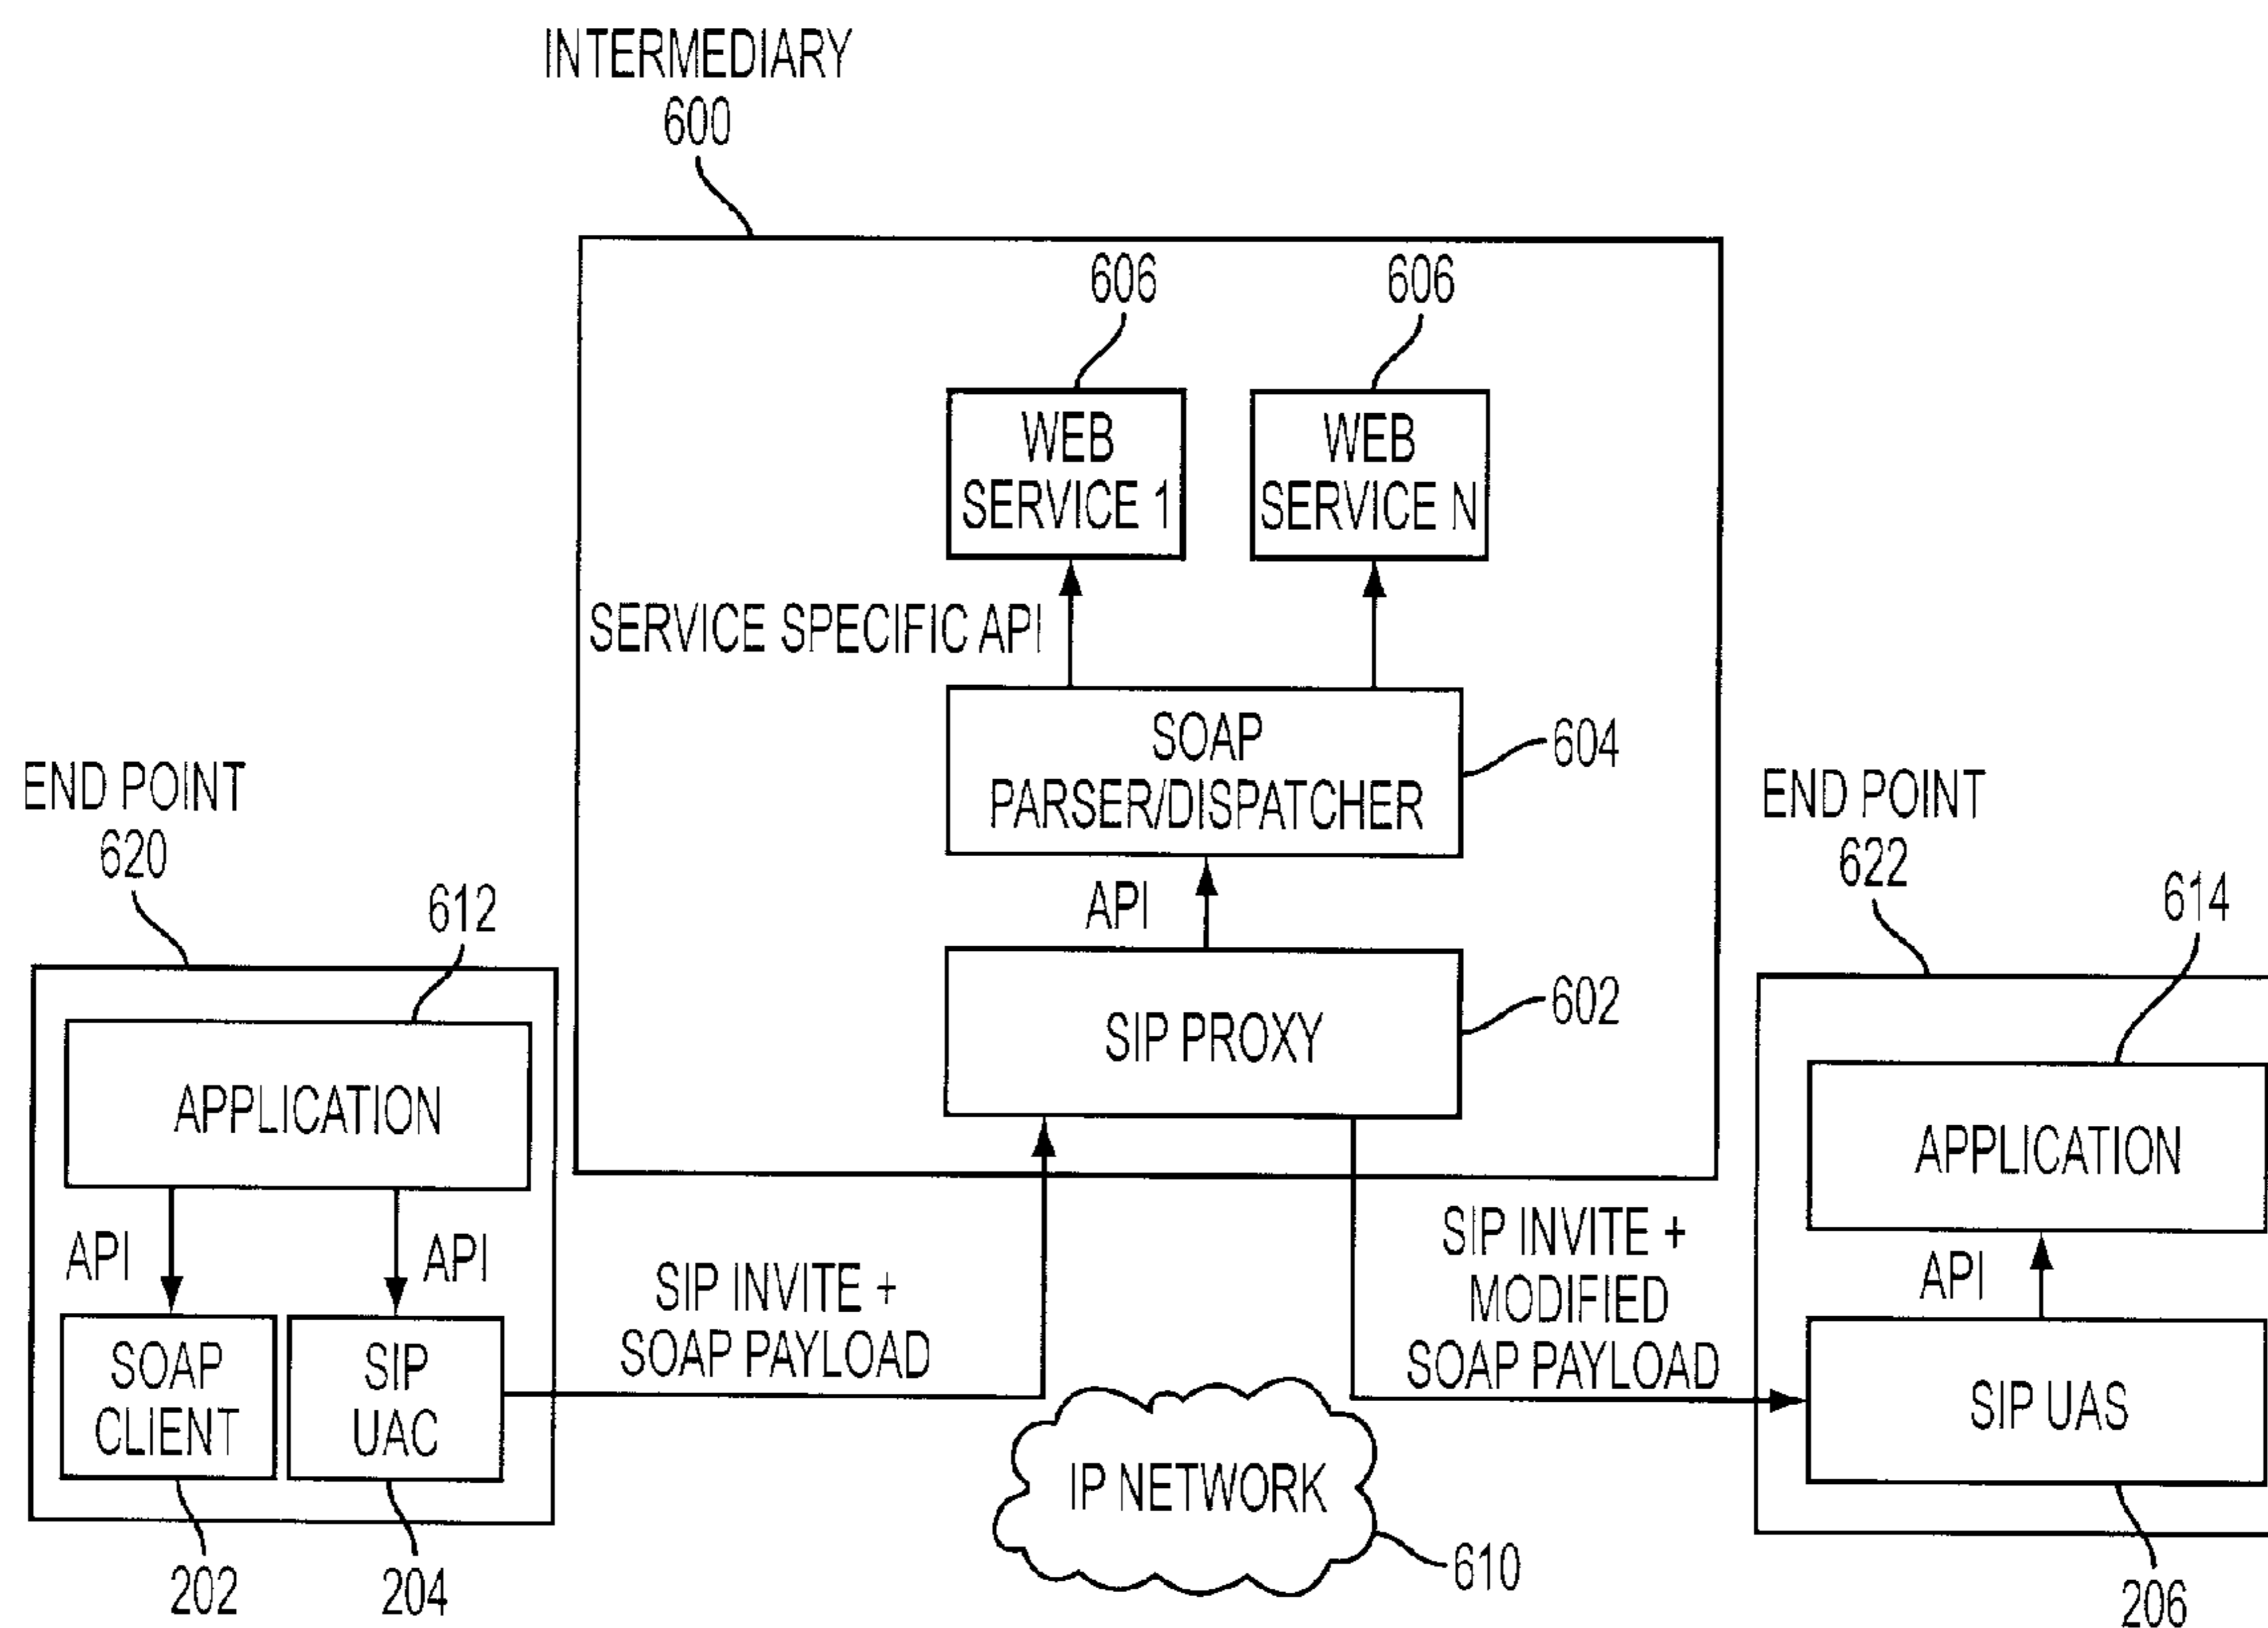 INTERMEDIARY
600
606
606
WEB
SERVICE 1
WEB
SERVICE N
SERVICE SPECIFIC API
SOAP
PARSER/DISPATCHER
604
API
SIP PROXY
602
END POINT
620
612
APPLICATION
API
API
SOAP
CLIENT
SIP
UAC
202
204
SIP INVITE +
SOAP PAYLOAD
IP NETWORK
610
SIP INVITE +
MODIFIED
SOAP PAYLOAD
END POINT
622
614
APPLICATION
API
SIP UAS
206